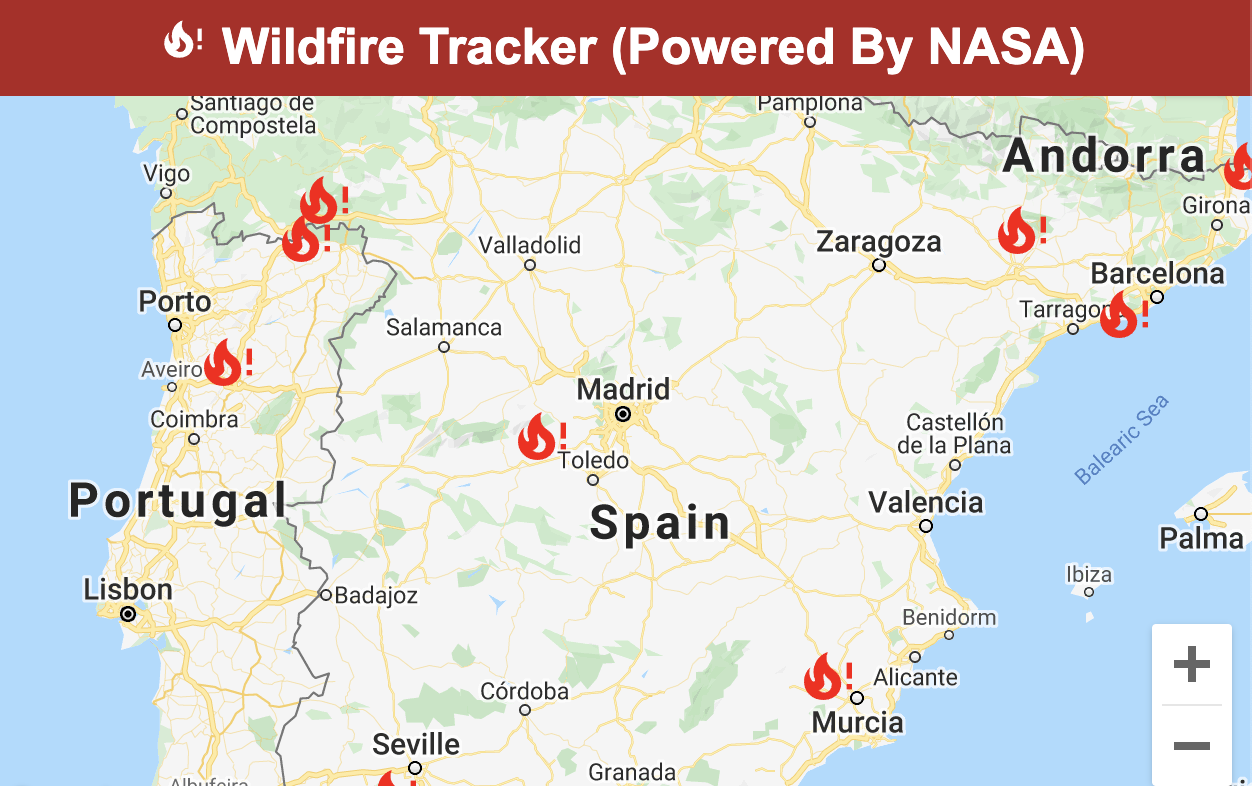 Wildfire Tracker (Powered By NASA)
Santiago de
Compostela
Pamplona
Andorra
Vigo
Girona
Valladolid
Zaragoza
Barcelona
Porto
Tarragon
Salamanca
Aveiro
Madrid
Coimbra
Castellón
de la Plana
Balearic Sea
Toledo
Portugal
Spain
Valencia
Palma
Lisbon
Badajoz
Ibiza
Benidorm
Alicante
Córdoba
Murcia
Seville
Granada
Albufeira